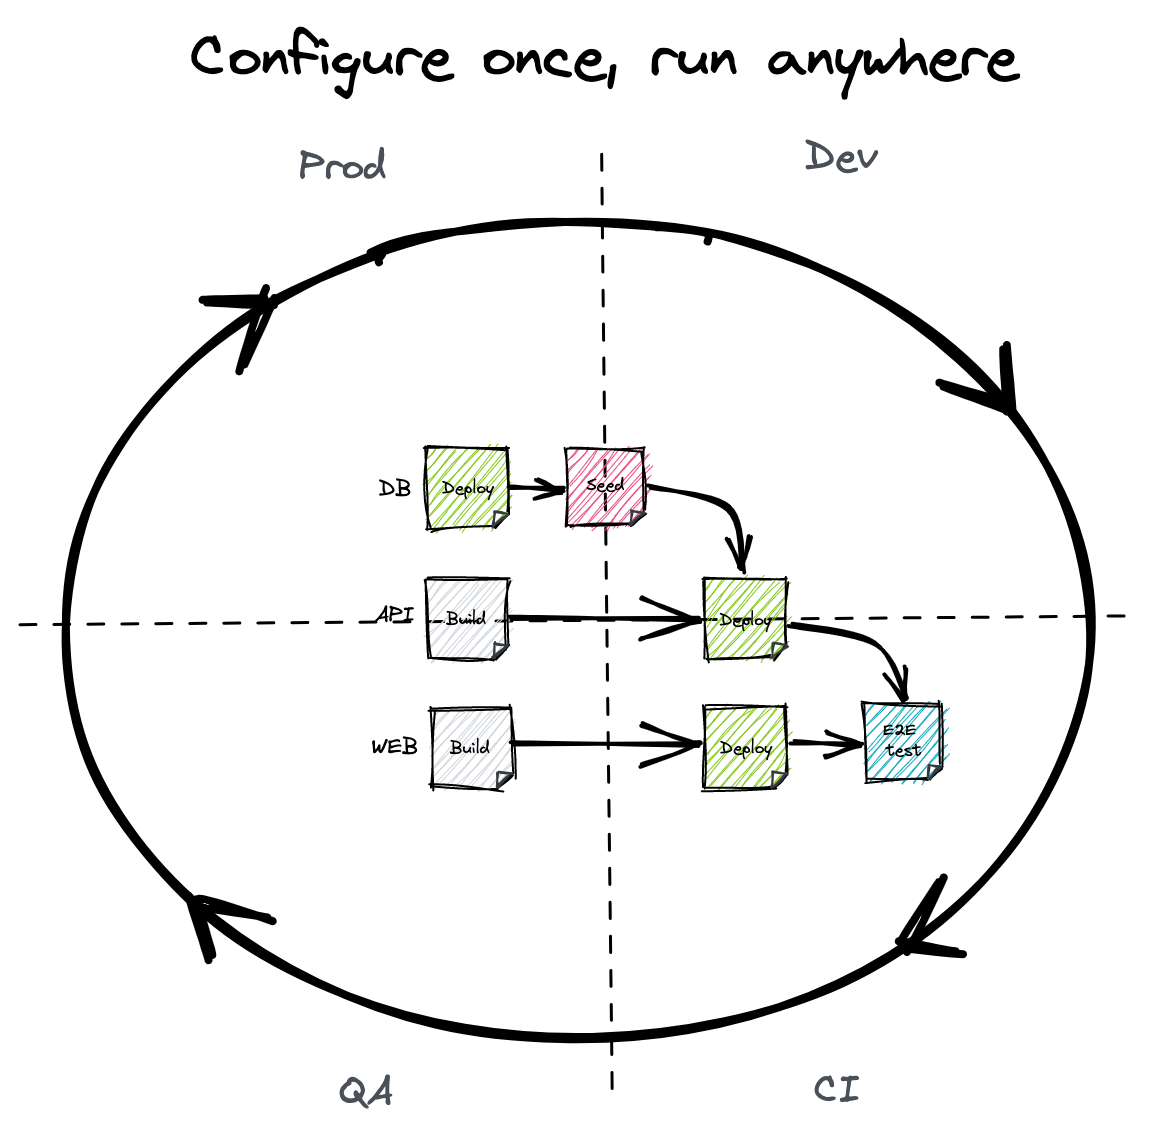 Configure once, run anywhere
Prod
Dev
DB
Deploy
Seed
API
Build
Deploy
WEB
Build
Deploy
E2E
test
QA
CI